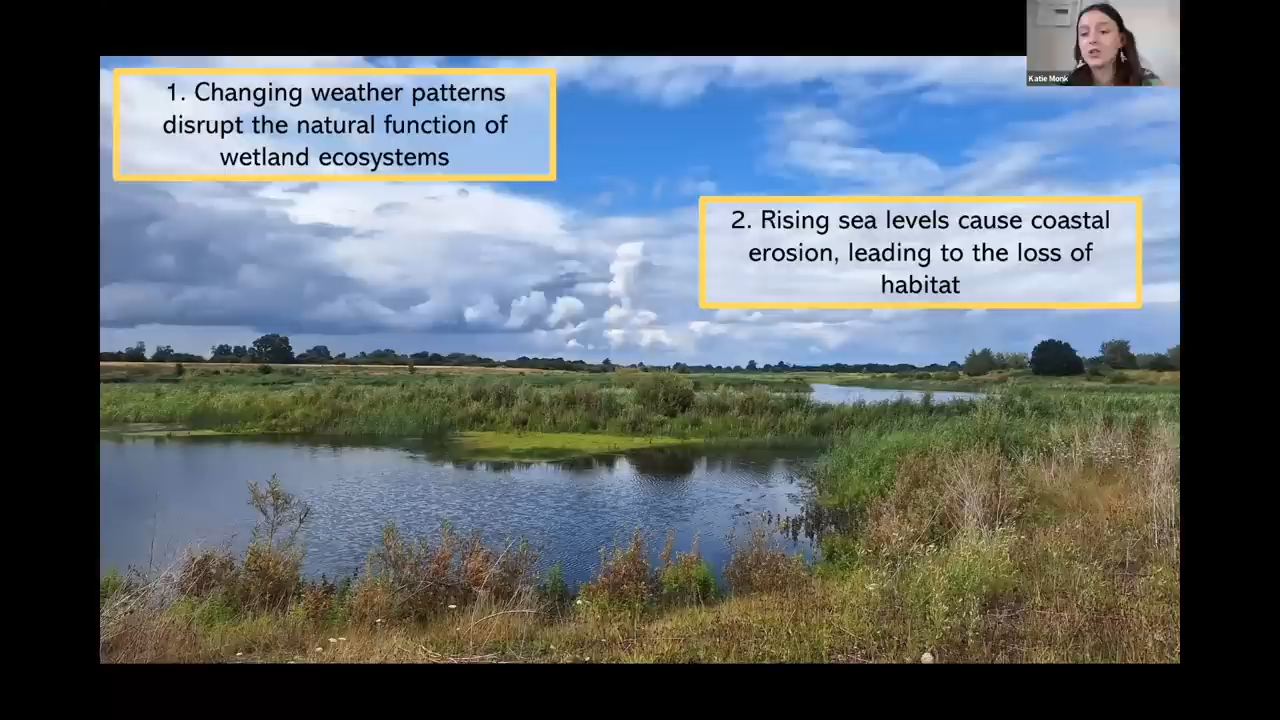 Katie Monk
1. Changing weather patterns
disrupt the natural function of
wetland ecosystems
2. Rising sea levels cause coastal
erosion, leading to the loss of
habitat